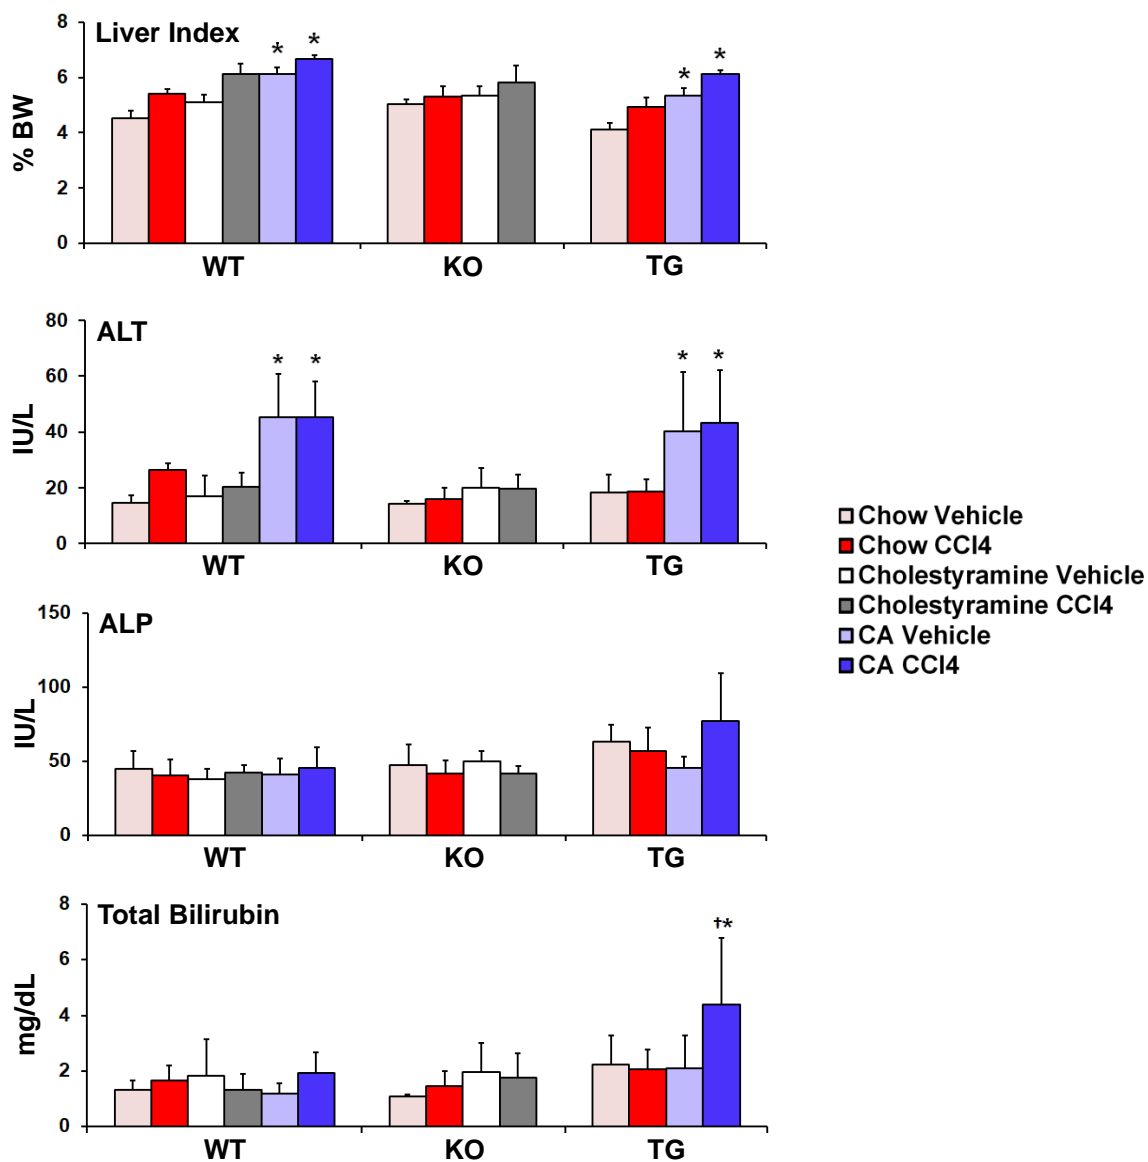 Liver Index
% BW
8
6
4
2
0
* * * *
WT KO TG
ALT
IU/L
80
60
40
20
0
* * * *
WT KO TG
Chow Vehicle
Chow CCl4
Cholestyramine Vehicle
Cholestyramine CCl4
CA Vehicle
CA CCl4
ALP
IU/L
150
100
50
0
WT KO TG
Total Bilirubin
mg/dL
8
6
4
2
0
†*
WT KO TG